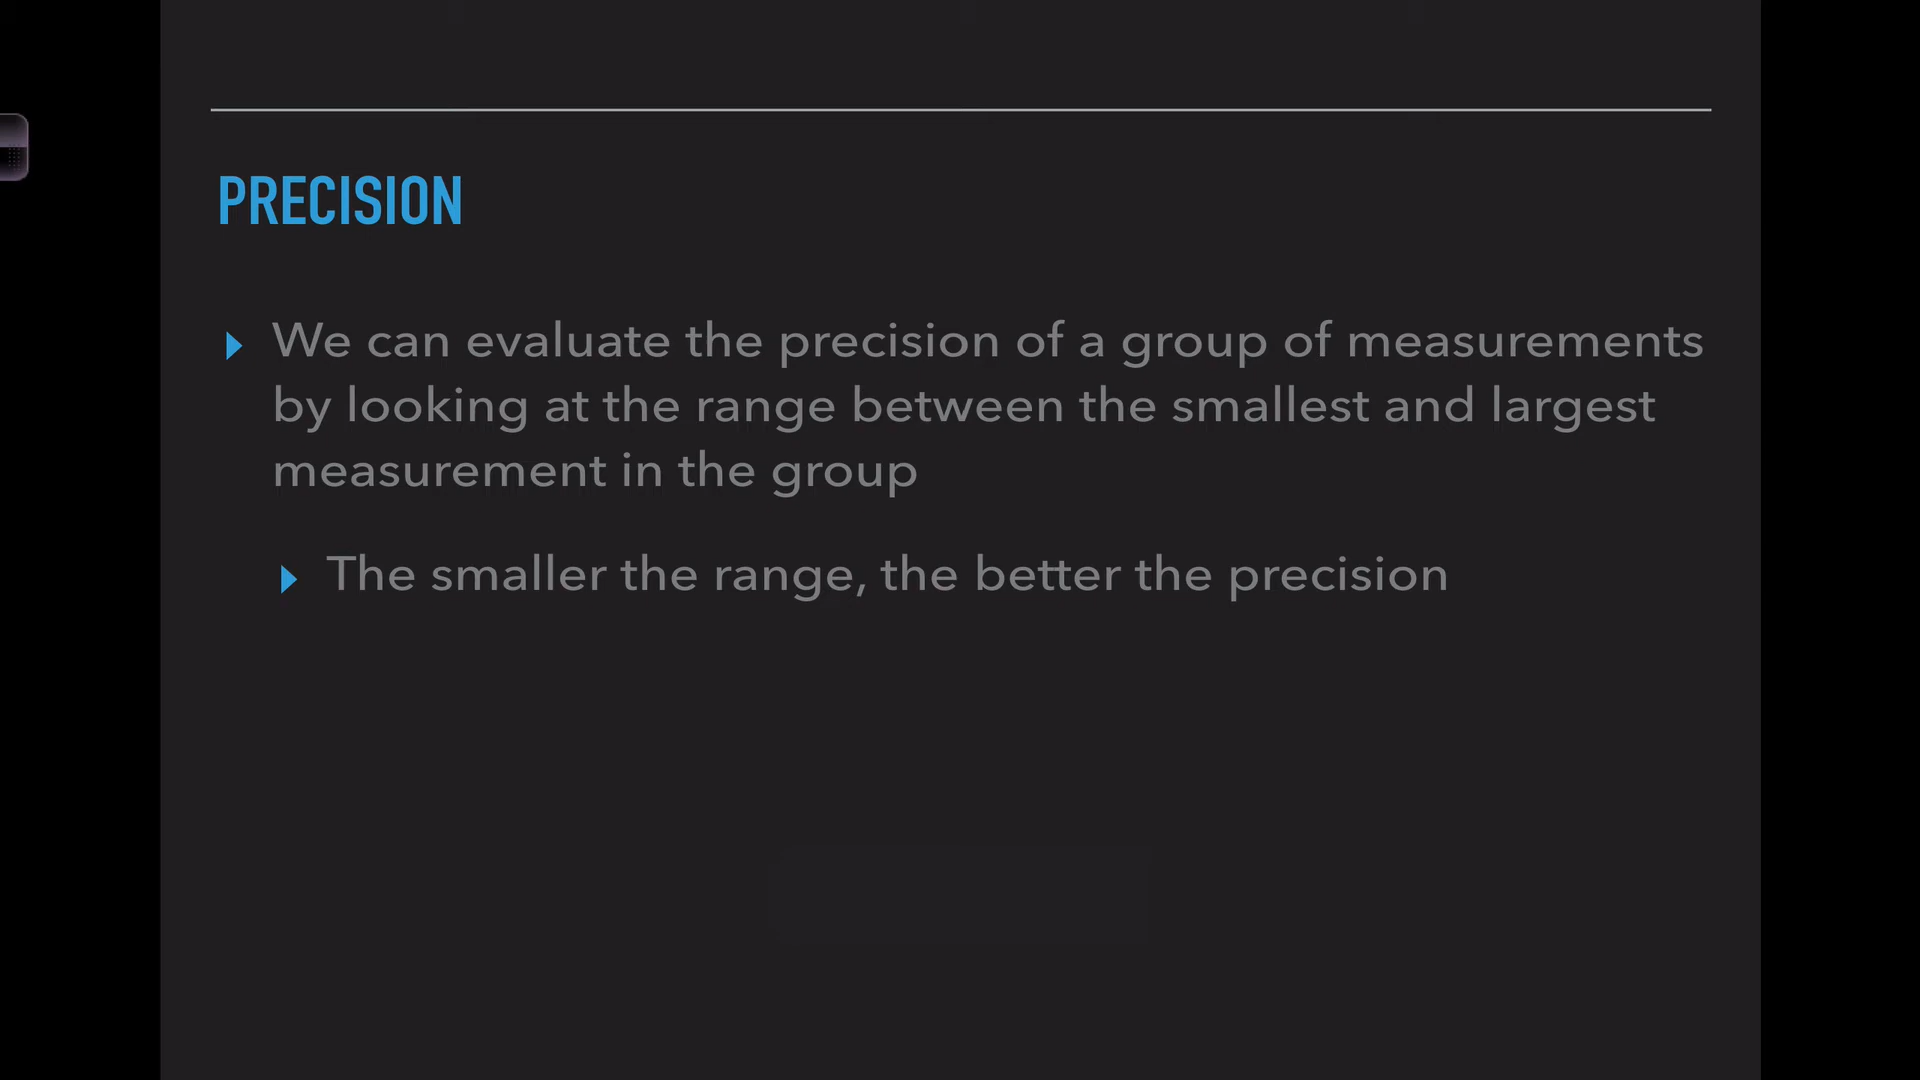 PRECISION
We can evaluate the precision of a group of measurements
by looking at the range between the smallest and largest
measurement in the group
The smaller the range, the better the precision